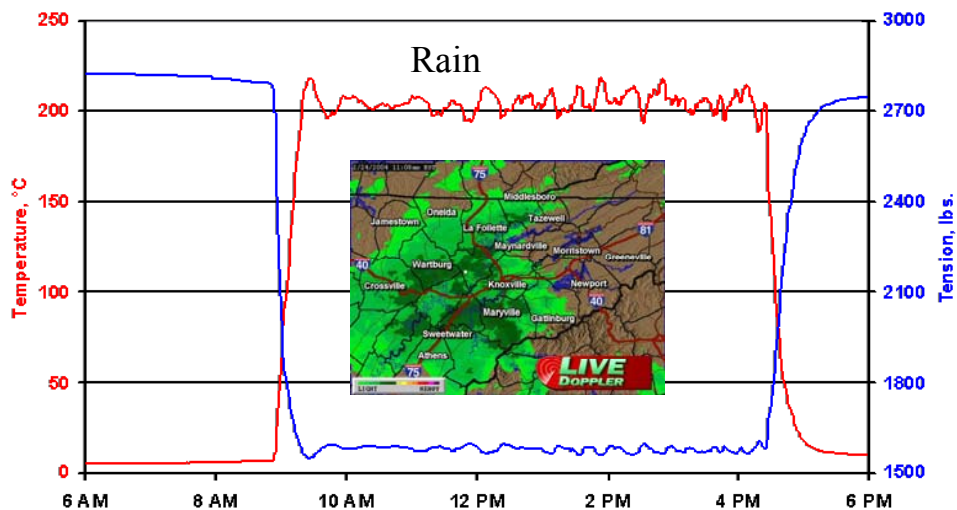 Rain
250
200
150
100
50
0
Temperature, °C
3000
2700
2400
2100
1800
1500
Tension, lbs.
6 AM
8 AM
10 AM
12 PM
2 PM
4 PM
6 PM
75
Middlesboro
Oneida
Jamestown
Tazewell
La Follette
81
Maynardville
Morristown
Greeneville
40
Wartburg
Crossville
Knoxville
Newport
40
Maryville
Gatlinburg
Sweetwater
Athens
75
LIVE
DOPPLER
LIGHT
HEAVY